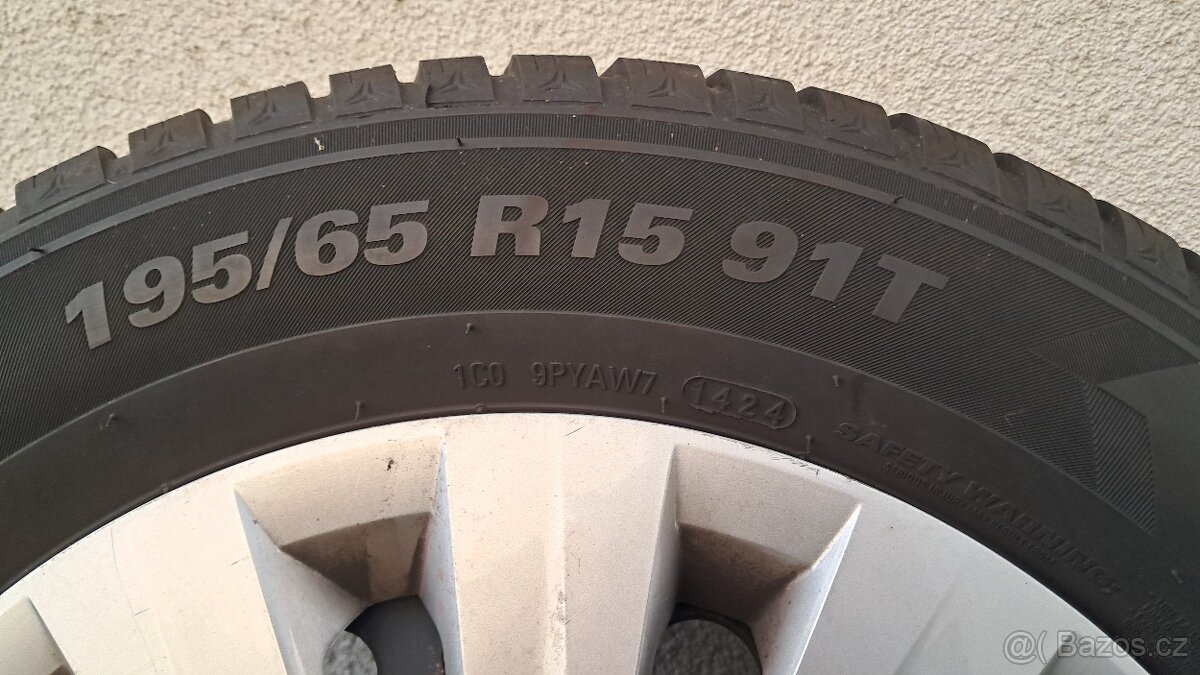 195/65 R15 91T
1C0 9PYAW7 1424
SAFETY WARNING
@( Bazos.cz